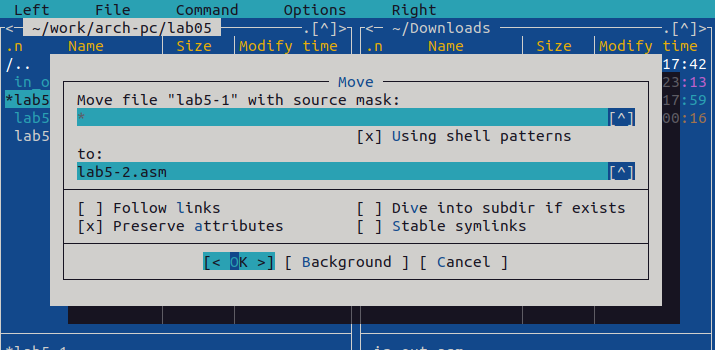 Left File Command Options Right
<─ ~/work/arch-pc/lab05 ─.[^]> <─ ~/Downloads ─.[^]>
.n Name Size Modify time .n Name Size Modify time
/.. 17:42
in o 23:13
*lab5 17:59
lab5 00:16
lab5
Move
Move file "lab5-1" with source mask:
* [^]
[x] Using shell patterns
to:
lab5-2.asm [^]
[ ] Follow links [ ] Dive into subdir if exists
[x] Preserve attributes [ ] Stable symlinks
[< OK >] [ Background ] [ Cancel ]